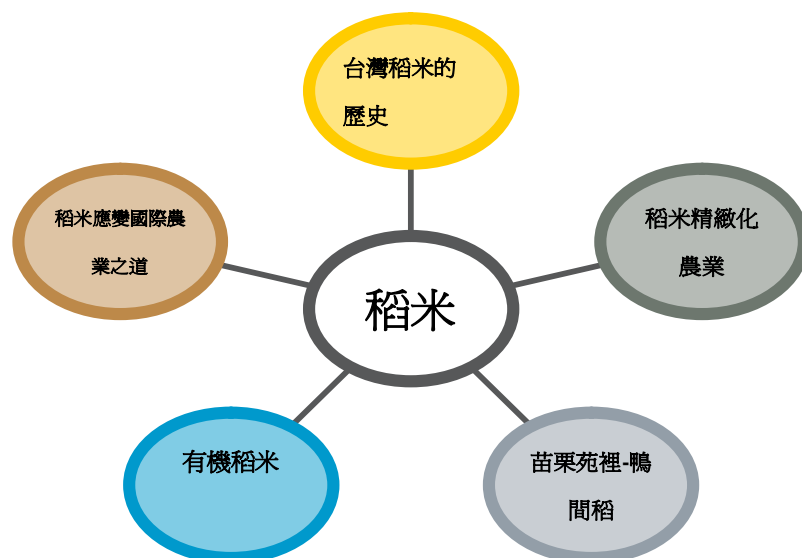 台灣稻米的
歷史
稻米應變國際農
業之道
稻米精緻化
農業
稻米
有機稻米
苗栗苑裡-鴨
間稻